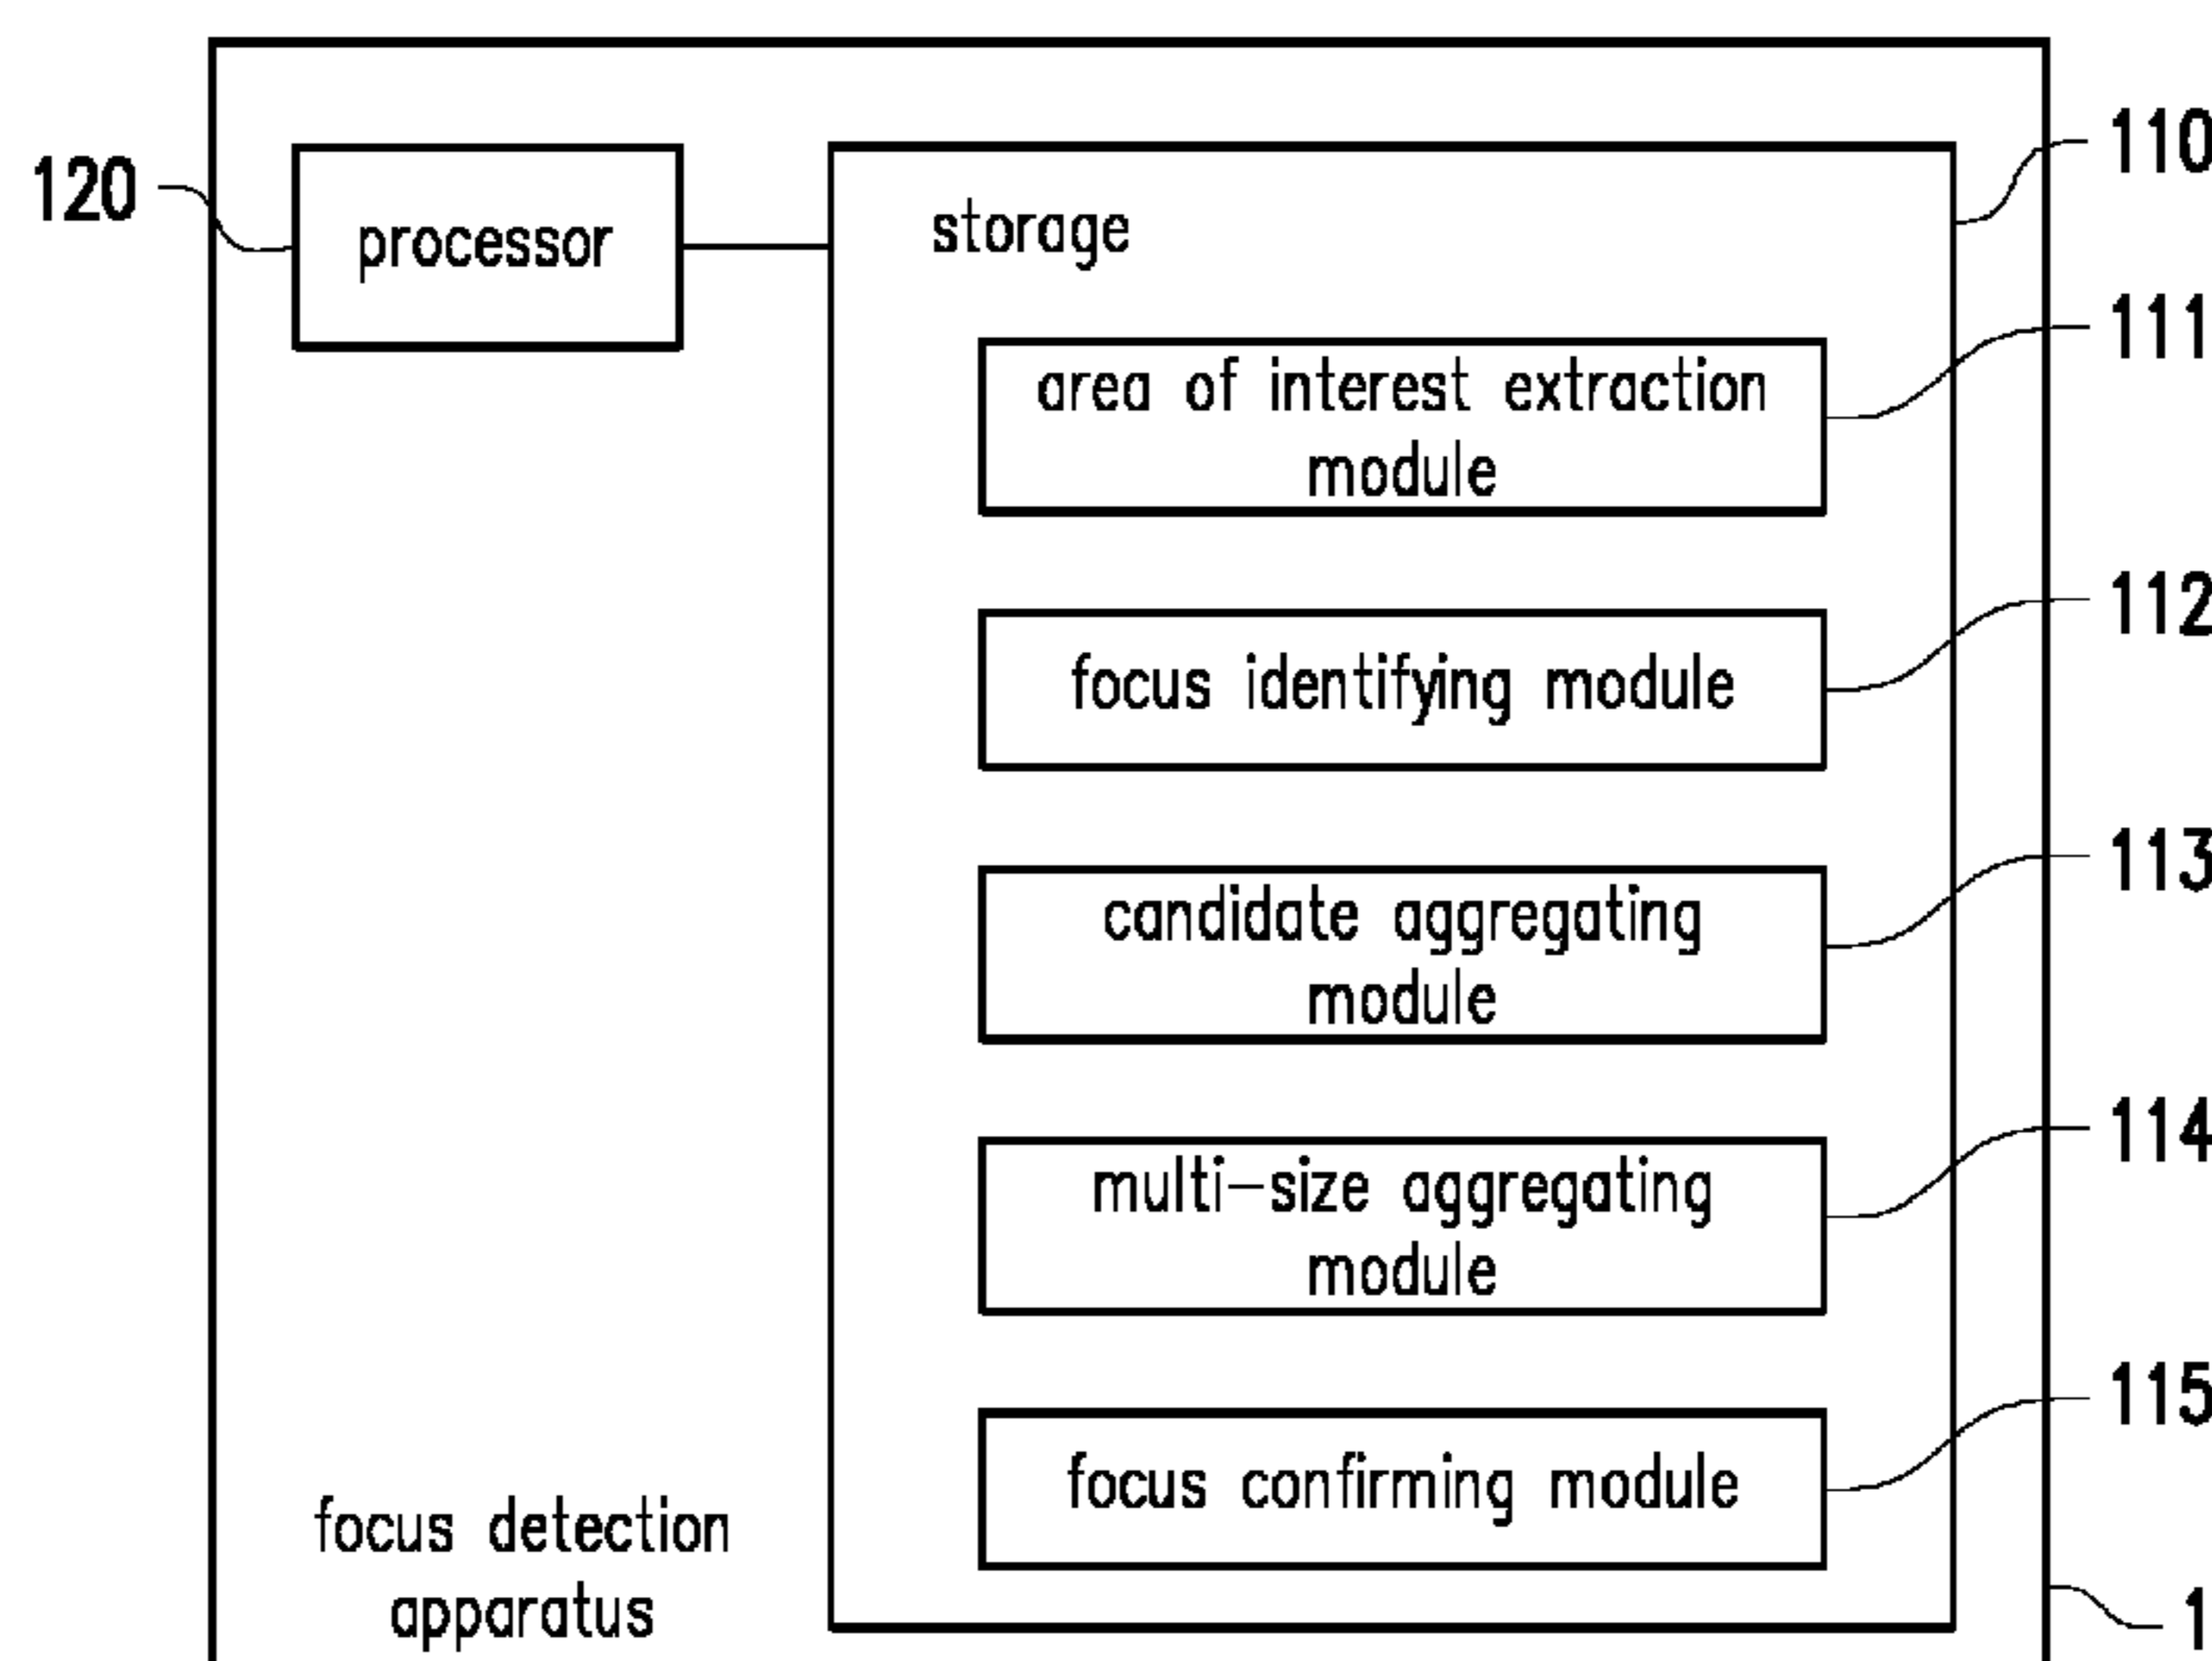 120
processor
storage
110
area of interest extraction
module
111
focus identifying module
112
candidate aggregating
module
113
multi-size aggregating
module
114
focus confirming module
115
focus detection
apparatus
1